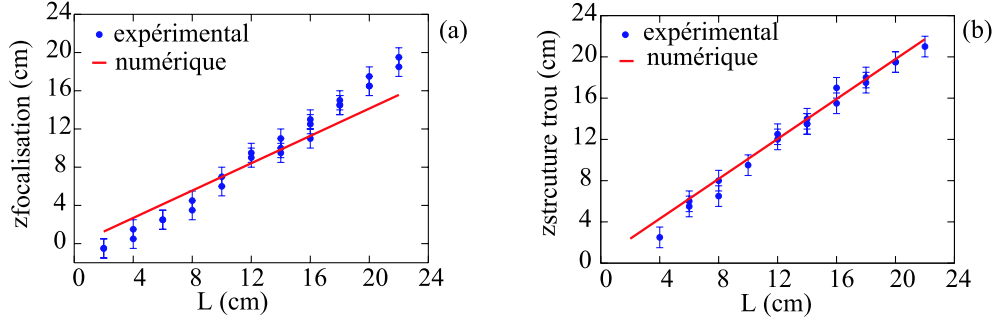 (a)
expérimental
numérique
zfocalisation (cm)
24
20
16
12
8
4
0
0 4 8 12 16 20 24
L (cm)
(b)
expérimental
numérique
zstrcuture trou (cm)
24
20
16
12
8
4
0
0 4 8 12 16 20 24
L (cm)